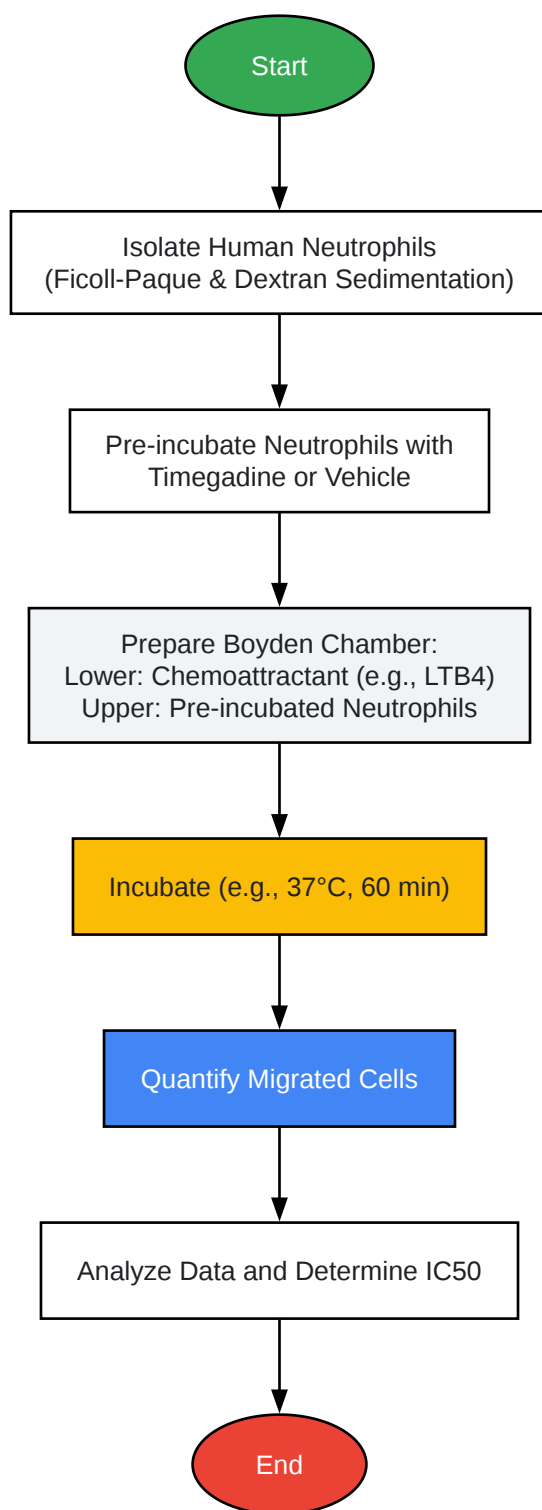 Start
Isolate Human Neutrophils
(Ficoll-Paque & Dextran Sedimentation)
Pre-incubate Neutrophils with
Timegadine or Vehicle
Prepare Boyden Chamber:
Lower: Chemoattractant (e.g., LTB4)
Upper: Pre-incubated Neutrophils
Incubate (e.g., 37°C, 60 min)
Quantify Migrated Cells
Analyze Data and Determine IC50
End